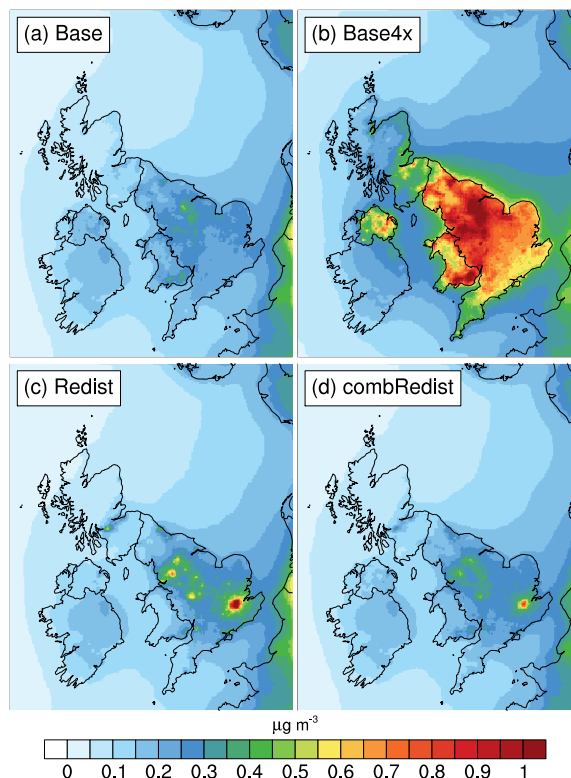 (a) Base
(b) Base4x
(c) Redist
(d) combRedist
μg m-3
0 0.1 0.2 0.3 0.4 0.5 0.6 0.7 0.8 0.9 1